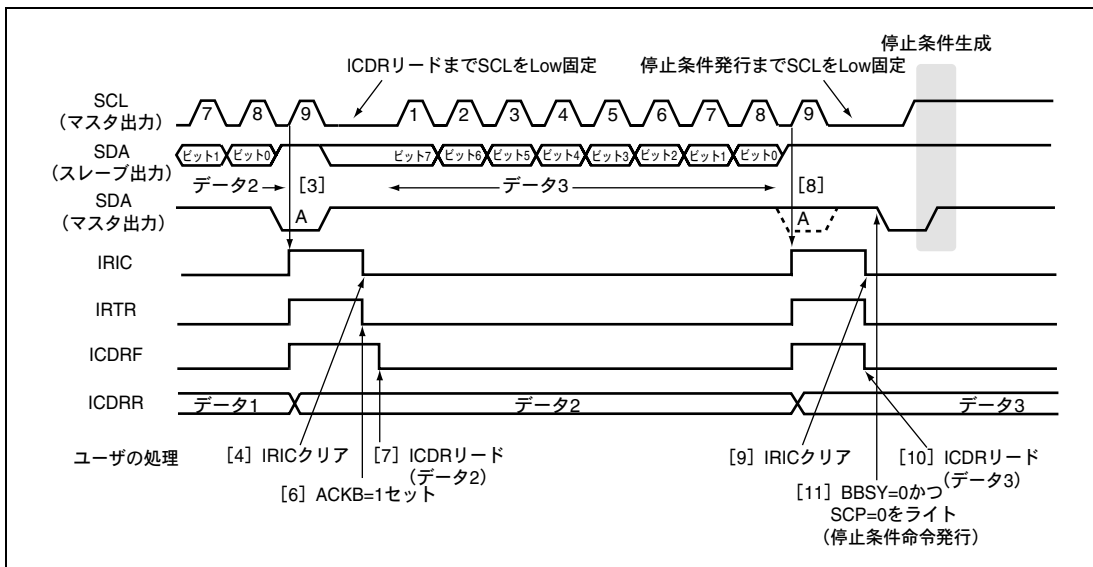 停止条件生成
ICDRリードまでSCLをLow固定 停止条件発行までSCLをLow固定
SCL
（マスタ出力）
7 8 9 1 2 3 4 5 6 7 8 9
SDA
（スレーブ出力）
ビット1 ビット0 ビット7 ビット6 ビット5 ビット4 ビット3 ビット2 ビット1 ビット0
データ2 [3] データ3 [8]
SDA
（マスタ出力）
A A
IRIC
IRTR
ICDRF
ICDRR
データ1 データ2 データ3
ユーザの処理
[4] IRICクリア
[7] ICDRリード
（データ2）
[6] ACKB=1セット
[9] IRICクリア
[10] ICDRリード
（データ3）
[11] BBSY=0かつ
SCP=0をライト
（停止条件命令発行）